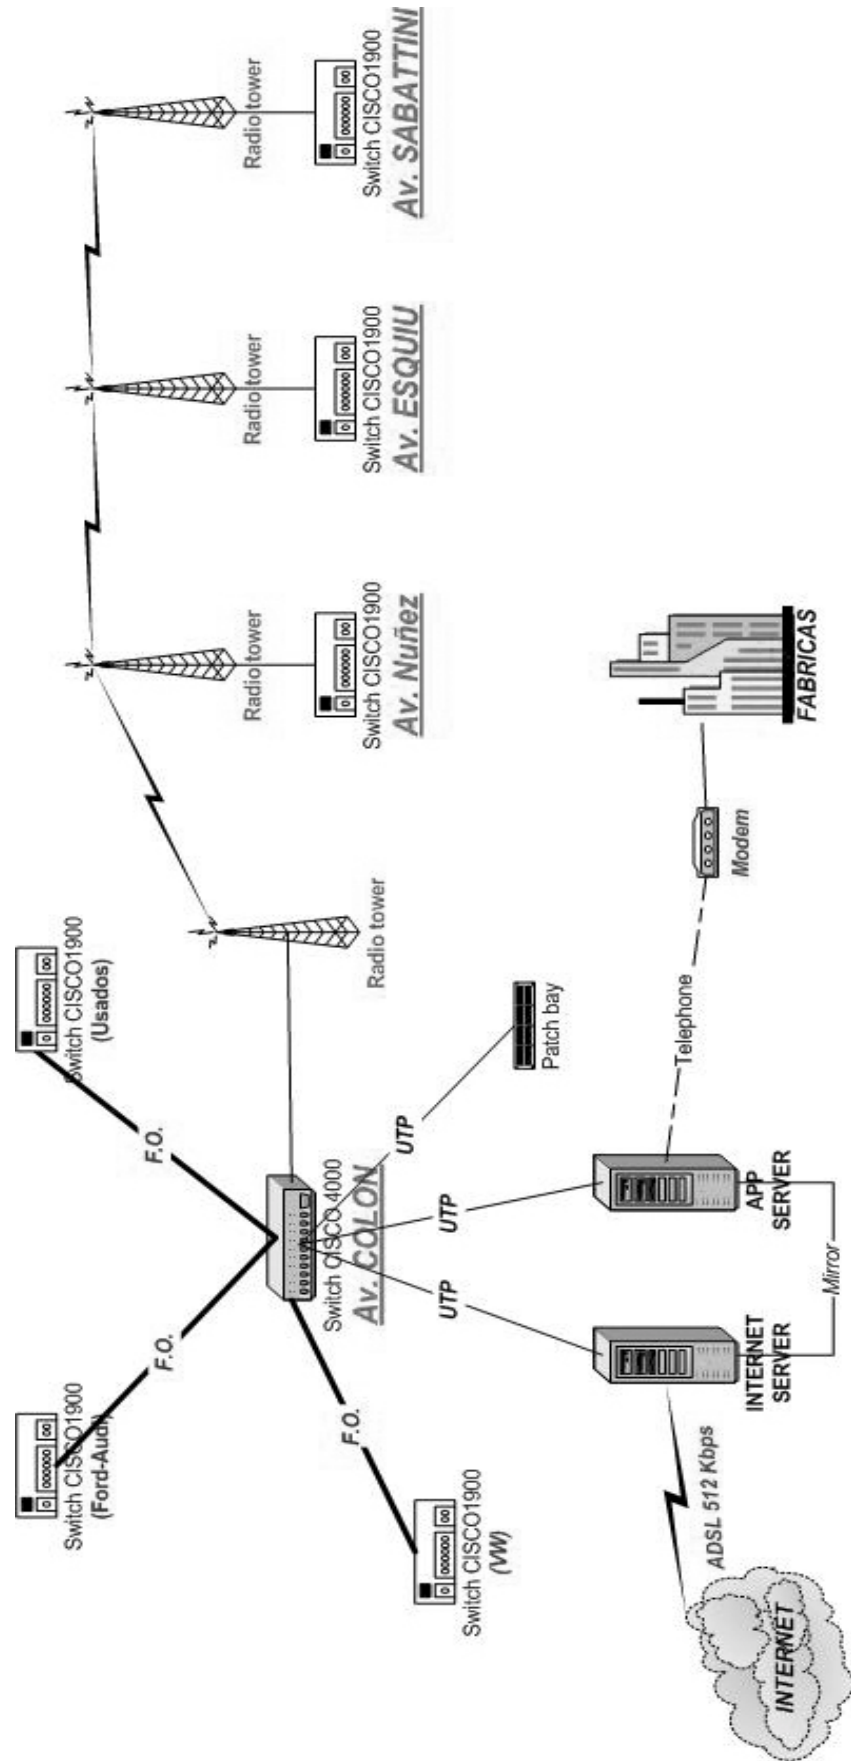 Switch CISCO1900
(Ford-Audi)
F.O.
Switch CISCO1900
(Usados)
F.O.
Switch CISCO1900
(VW)
F.O.
Switch CISCO 4000
Av. COLON
Radio tower
Radio tower
Switch CISCO1900
Av. Nuñez
Radio tower
Switch CISCO1900
Av. ESQUIU
Radio tower
Switch CISCO1900
Av. SABATTINI
UTP
UTP
UTP
Patch bay
INTERNET
ADSL 512 Kbps
INTERNET
SERVER
Mirror
APP
SERVER
Telephone
Modem
FABRICAS